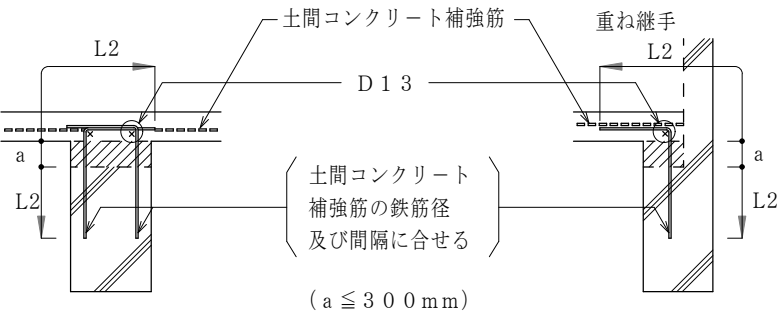 土間コンクリート補強筋
重ね継手
L2
L2
D13
a
a
L2
L2
土間コンクリート
補強筋の鉄筋径
及び間隔に合せる
(a≦300mm)